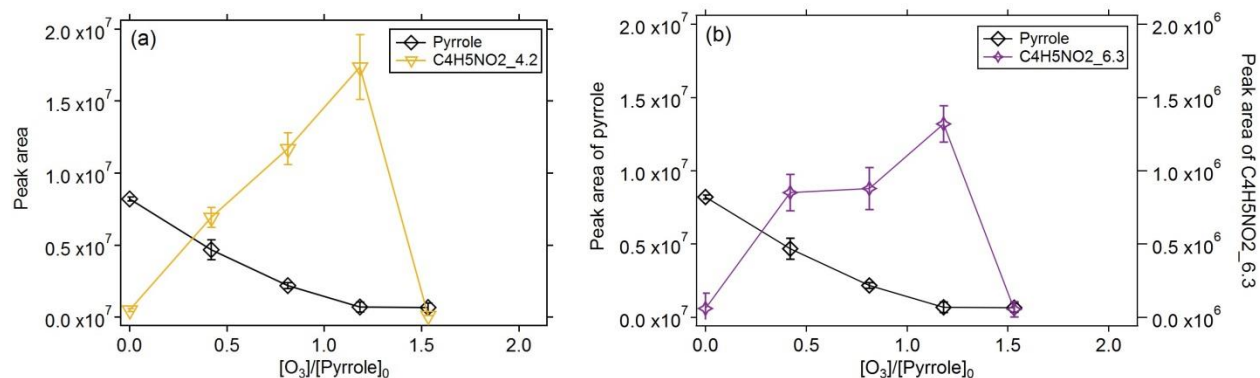 (a)
Pyrrole
C4H5NO2_4.2
2.0 x10⁷
1.5 x10⁷
1.0 x10⁷
0.5 x10⁷
0.0 x10⁷
Peak area
0.0
0.5
1.0
1.5
2.0
[O₃]/[Pyrrole]₀
(b)
Pyrrole
C4H5NO2_6.3
2.0 x10⁷
1.5 x10⁷
1.0 x10⁷
0.5 x10⁷
0.0 x10⁷
Peak area of pyrrole
2.0 x10⁶
1.5 x10⁶
1.0 x10⁶
0.5 x10⁶
0.0 x10⁶
Peak area of C4H5NO2_6.3
0.0
0.5
1.0
1.5
2.0
[O₃]/[Pyrrole]₀